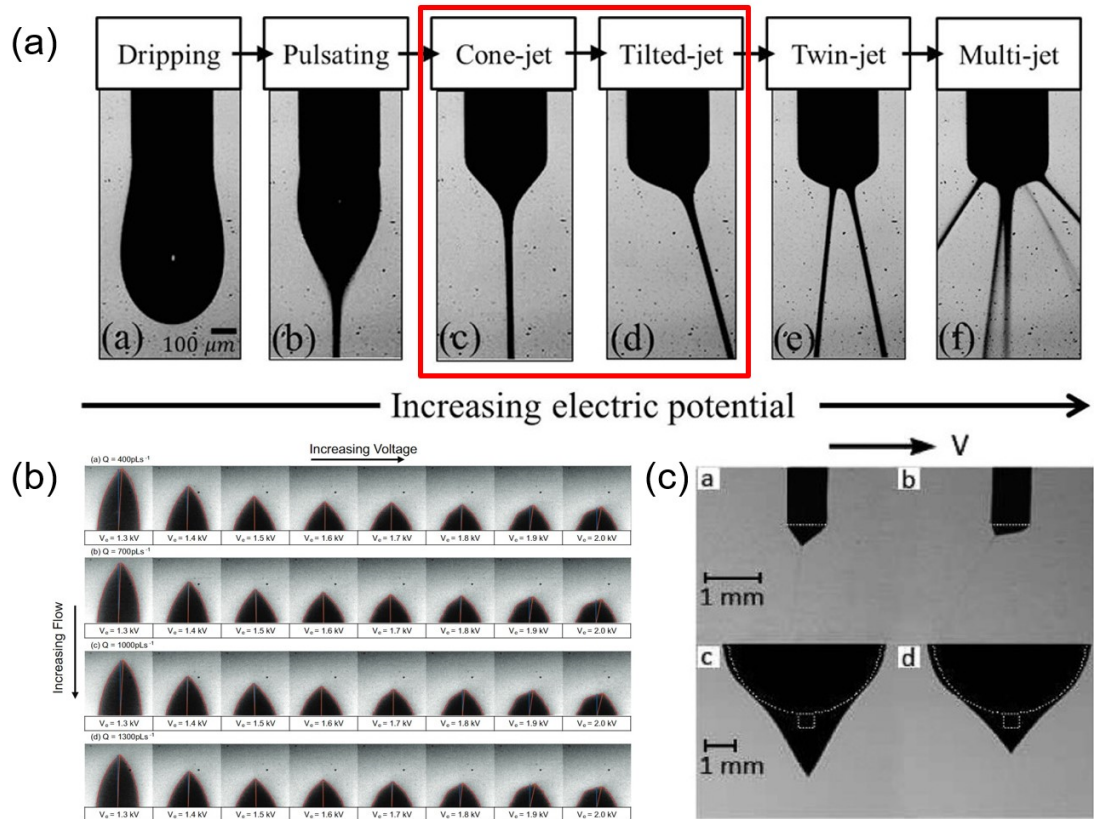 (a)
Dripping Pulsating Cone-jet Tilted-jet Twin-jet Multi-jet
(a) (b) (c) (d) (e) (f)
100 μm
Increasing electric potential
(b)
Increasing Voltage
Increasing Flow
(a) Q = 400pLs⁻¹
Vₑ = 1.3 kV Vₑ = 1.4 kV Vₑ = 1.5 kV Vₑ = 1.6 kV Vₑ = 1.7 kV Vₑ = 1.8 kV Vₑ = 1.9 kV Vₑ = 2.0 kV
(b) Q = 700pLs⁻¹
Vₑ = 1.3 kV Vₑ = 1.4 kV Vₑ = 1.5 kV Vₑ = 1.6 kV Vₑ = 1.7 kV Vₑ = 1.8 kV Vₑ = 1.9 kV Vₑ = 2.0 kV
(c) Q = 1000pLs⁻¹
Vₑ = 1.3 kV Vₑ = 1.4 kV Vₑ = 1.5 kV Vₑ = 1.6 kV Vₑ = 1.7 kV Vₑ = 1.8 kV Vₑ = 1.9 kV Vₑ = 2.0 kV
(d) Q = 1300pLs⁻¹
Vₑ = 1.3 kV Vₑ = 1.4 kV Vₑ = 1.5 kV Vₑ = 1.6 kV Vₑ = 1.7 kV Vₑ = 1.8 kV Vₑ = 1.9 kV Vₑ = 2.0 kV
(c)
V
a b
1 mm
c d
1 mm